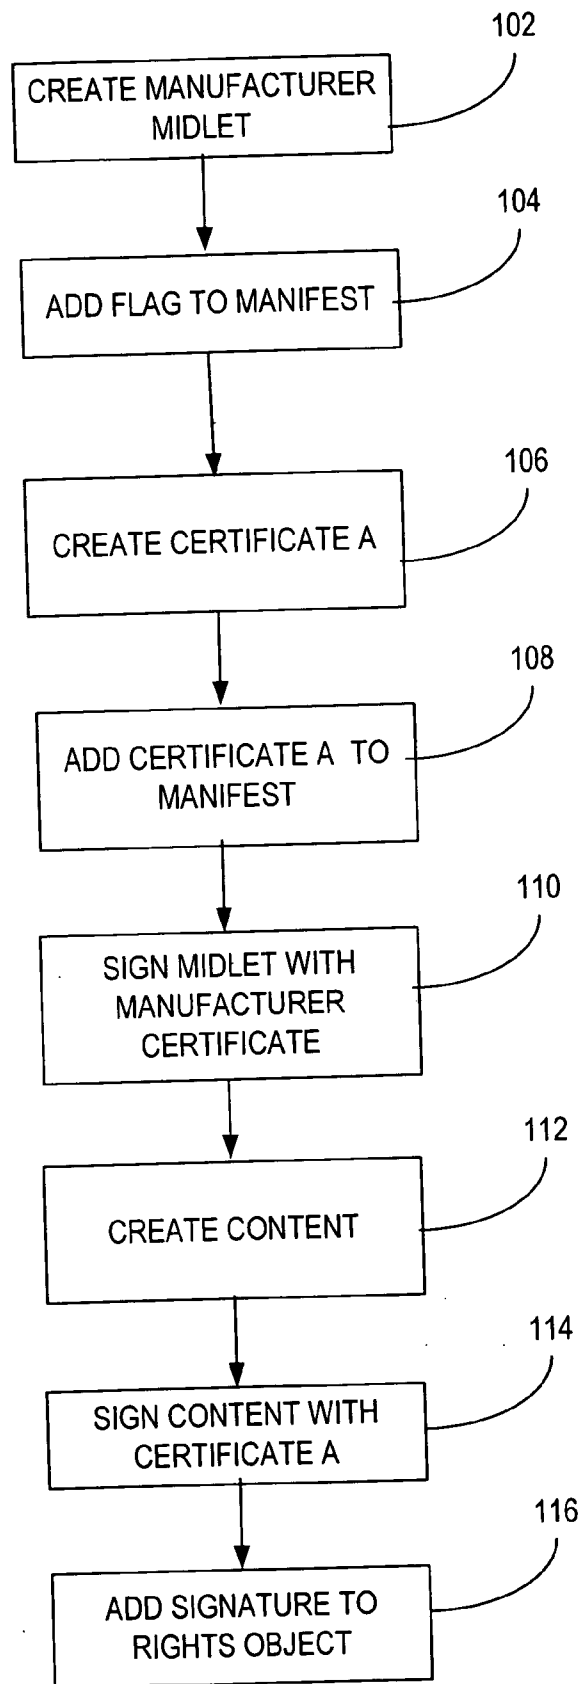 102
CREATE MANUFACTURER
MIDLET
104
ADD FLAG TO MANIFEST
106
CREATE CERTIFICATE A
108
ADD CERTIFICATE A TO
MANIFEST
110
SIGN MIDLET WITH
MANUFACTURER
CERTIFICATE
112
CREATE CONTENT
114
SIGN CONTENT WITH
CERTIFICATE A
116
ADD SIGNATURE TO
RIGHTS OBJECT